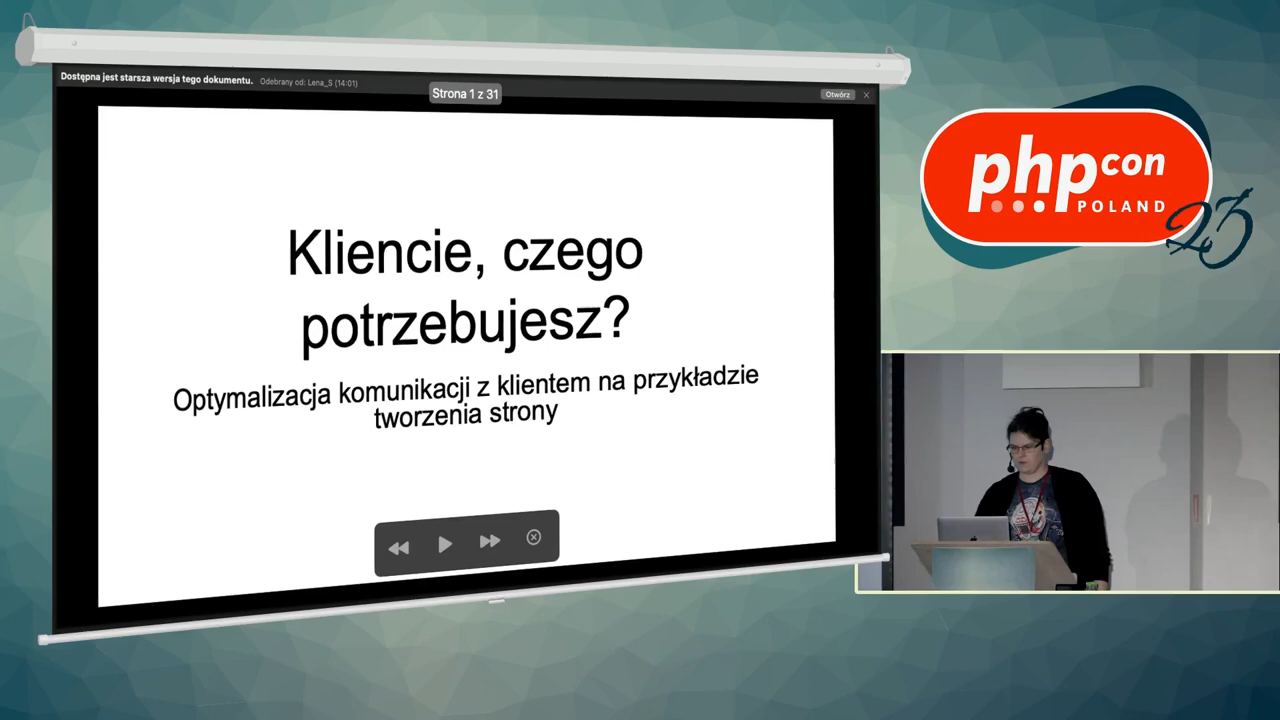 Dostępna jest starsza wersja tego dokumentu. Odebrany od: Lena_S (14:01)
Strona 1 z 31
Otwórz
Kliencie, czego
potrzebujesz?
Optymalizacja komunikacji z klientem na przykładzie
tworzenia strony
phpcon
POLAND
23